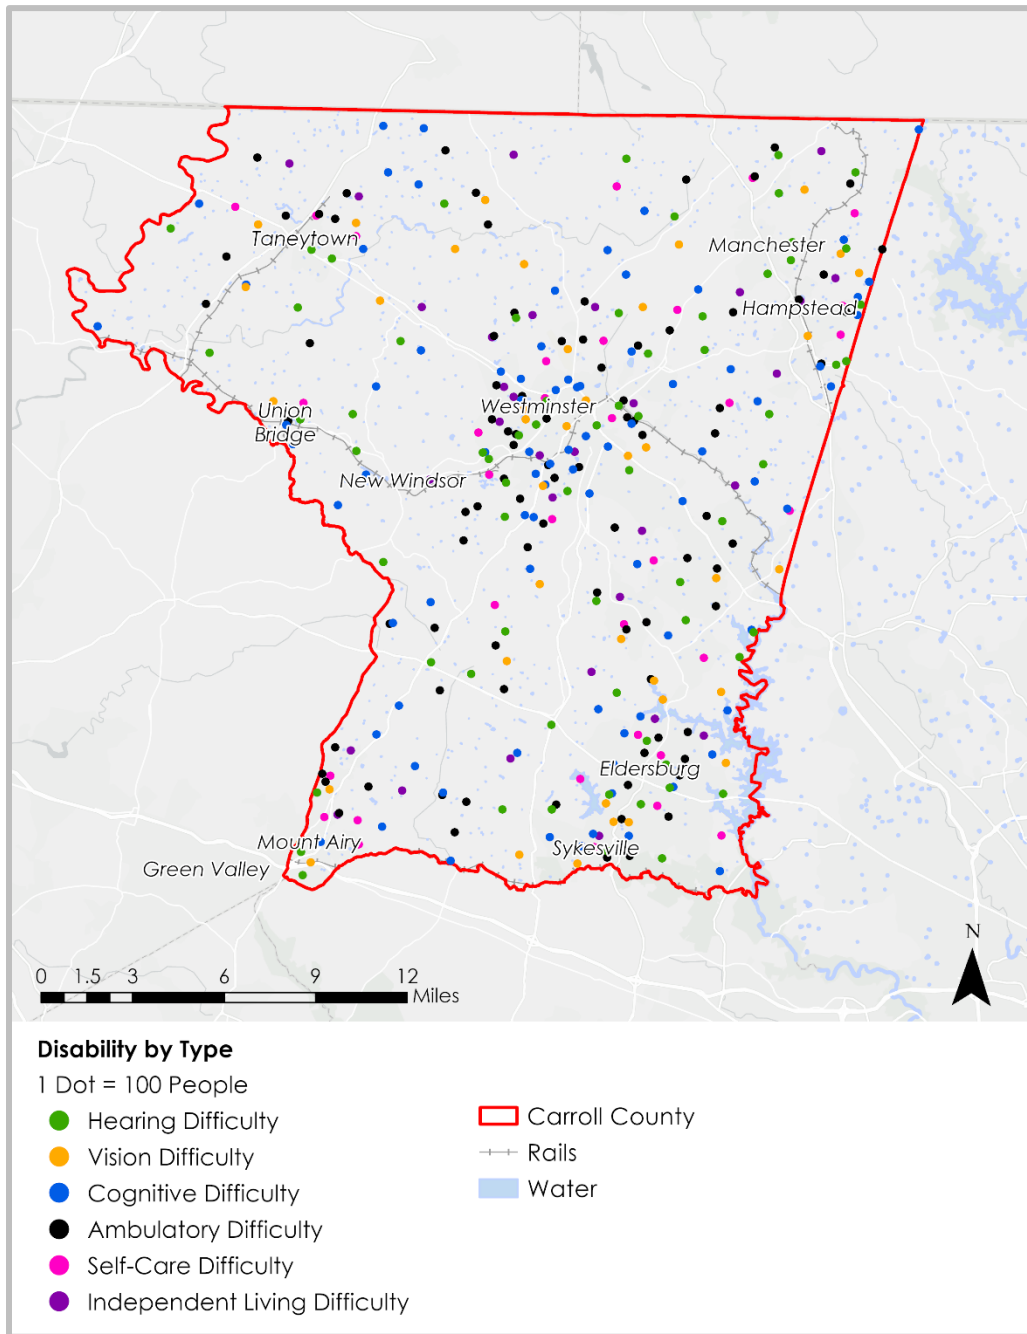 Taneytown
Manchester
Hampstead
Westminster
Union
Bridge
New Windsor
Eldersburg
Mount Airy
Sykesville
Green Valley
N
0 1.5 3 6 9 12
Miles
Disability by Type
1 Dot = 100 People
Hearing Difficulty
Vision Difficulty
Cognitive Difficulty
Ambulatory Difficulty
Self-Care Difficulty
Independent Living Difficulty
Carroll County
Rails
Water